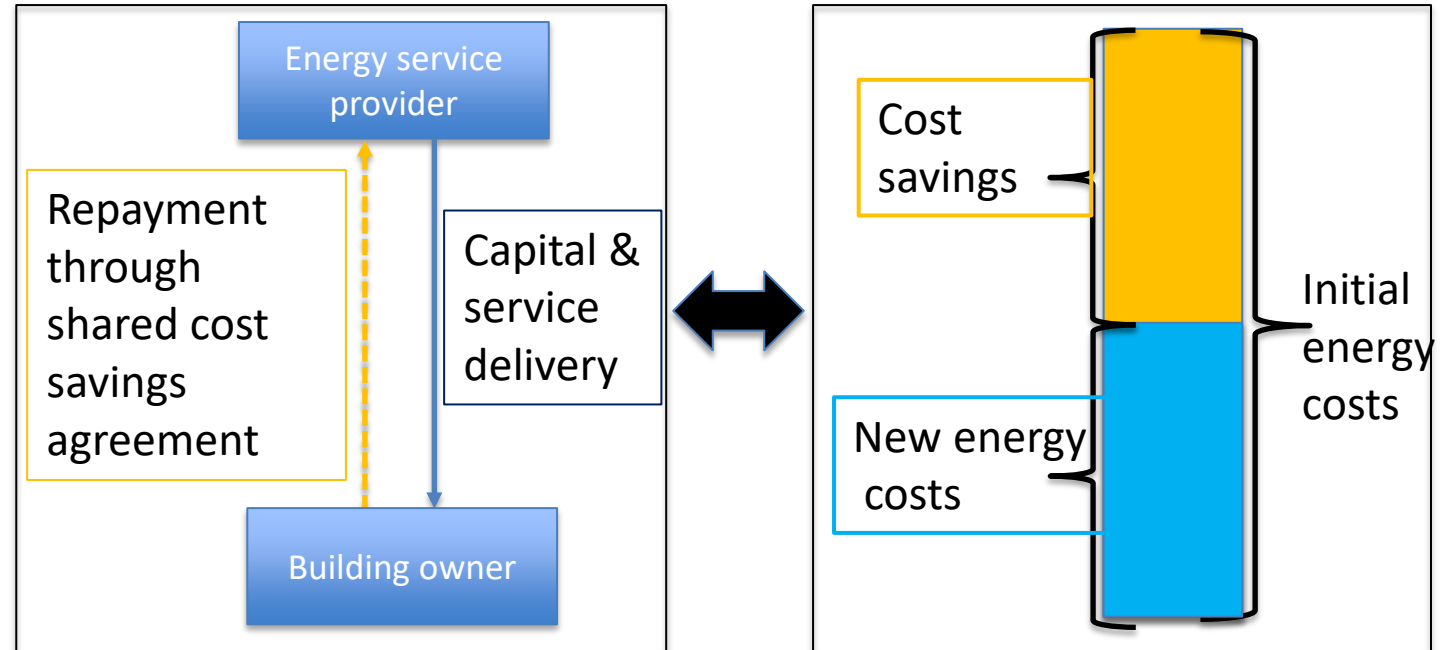 Energy service
provider
Repayment
through
shared cost
savings
agreement
Capital &
service
delivery
Building owner
Cost
savings
New energy
costs
Initial
energy
costs